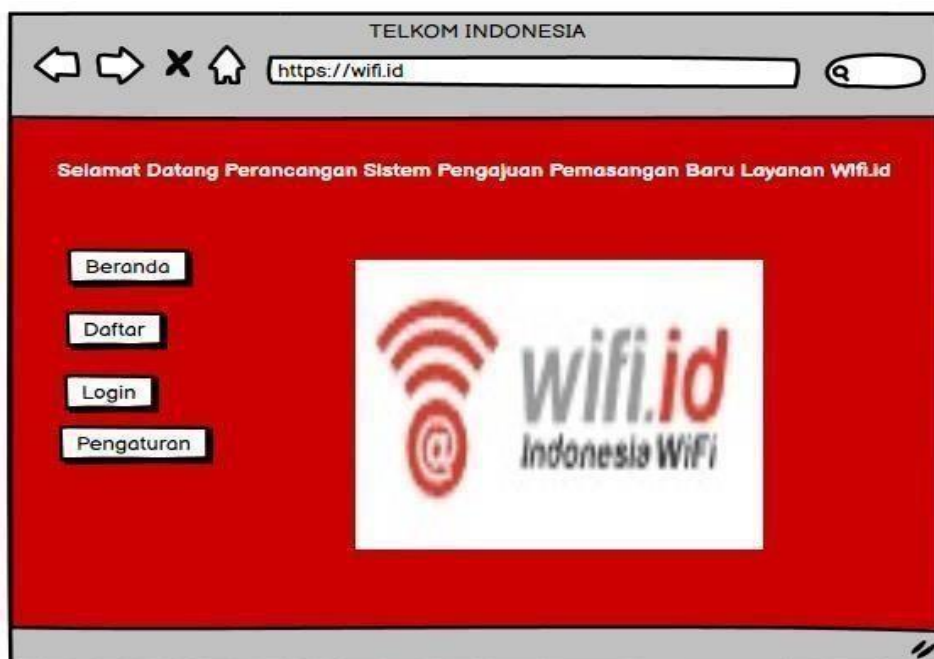 TELKOM INDONESIA
https://wifi.id
Selamat Datang Perancangan Sistem Pengajuan Pemasangan Baru Layanan Wifi.id
Beranda
Daftar
Login
Pengaturan
@
wifi.id
Indonesia WiFi